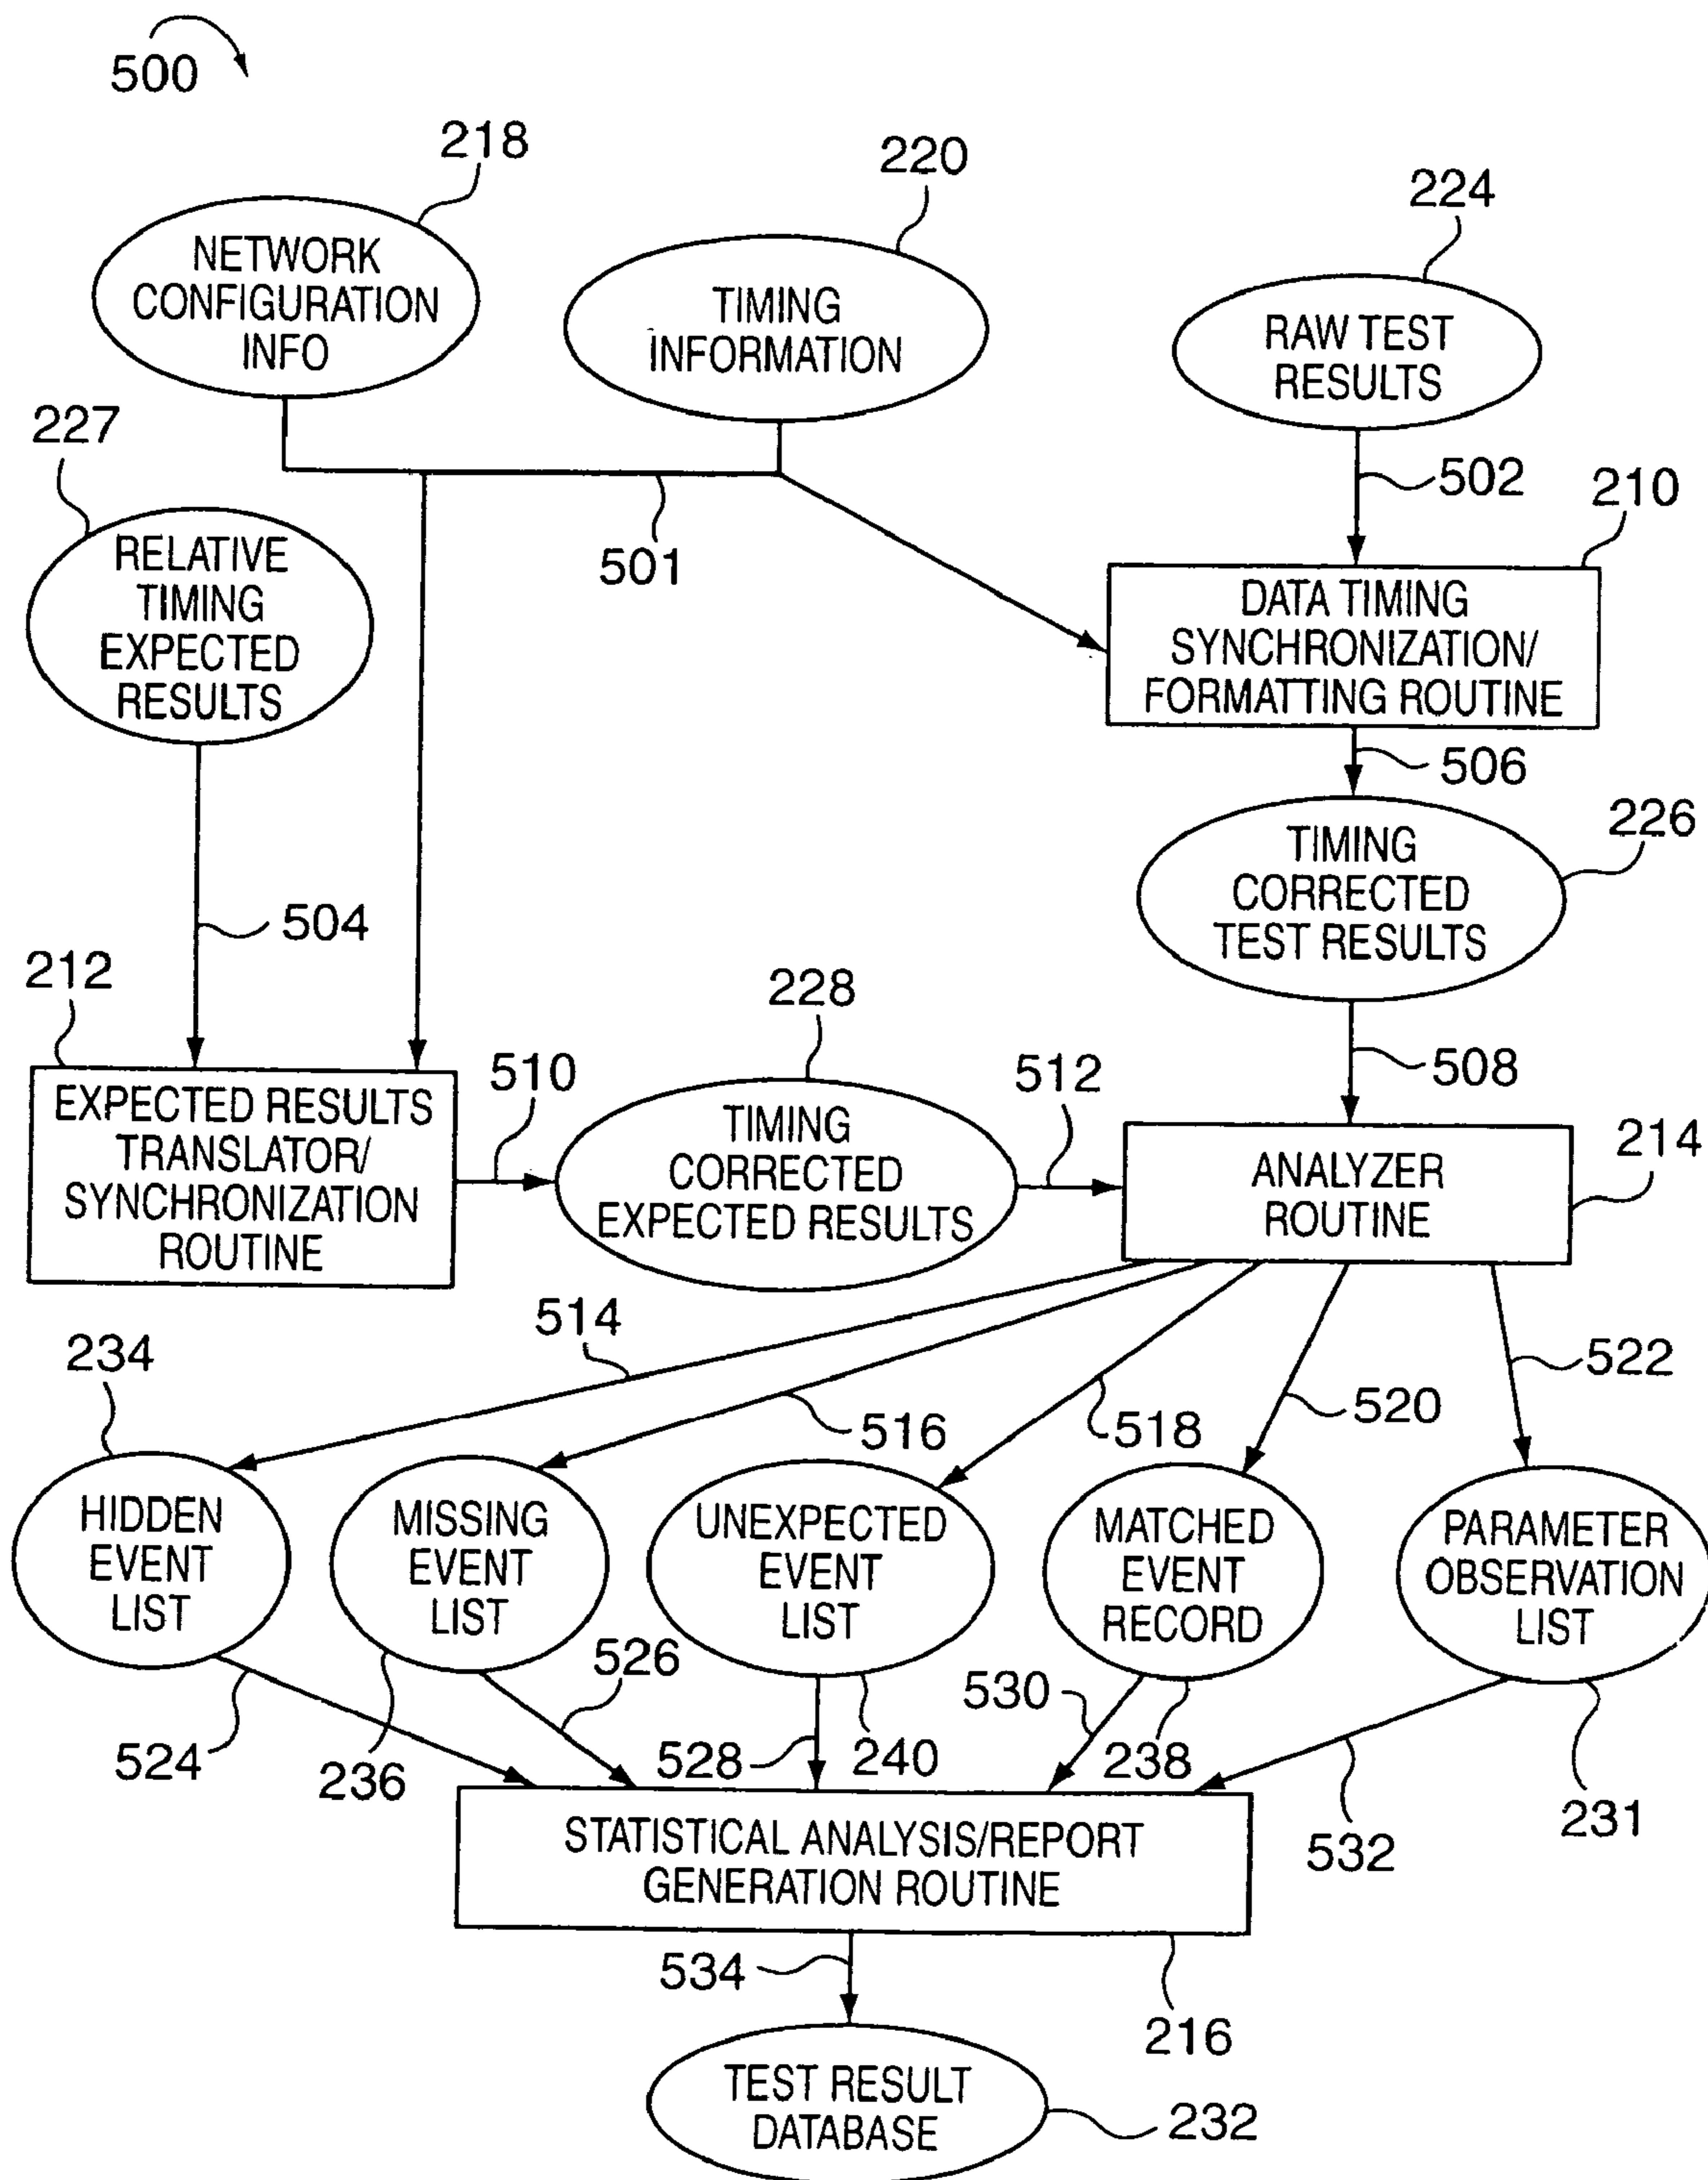 500
218
220
224
NETWORK
CONFIGURATION
INFO
TIMING
INFORMATION
RAW TEST
RESULTS
227
501
502
210
RELATIVE
TIMING
EXPECTED
RESULTS
DATA TIMING
SYNCHRONIZATION/
FORMATTING ROUTINE
506
226
TIMING
CORRECTED
TEST RESULTS
504
212
228
510
512
508
214
EXPECTED RESULTS
TRANSLATOR/
SYNCHRONIZATION
ROUTINE
TIMING
CORRECTED
EXPECTED RESULTS
ANALYZER
ROUTINE
234
514
516
518
520
522
HIDDEN
EVENT
LIST
MISSING
EVENT
LIST
UNEXPECTED
EVENT
LIST
MATCHED
EVENT
RECORD
PARAMETER
OBSERVATION
LIST
524
236
526
528
240
530
238
532
231
STATISTICAL ANALYSIS/REPORT
GENERATION ROUTINE
534
216
TEST RESULT
DATABASE
232